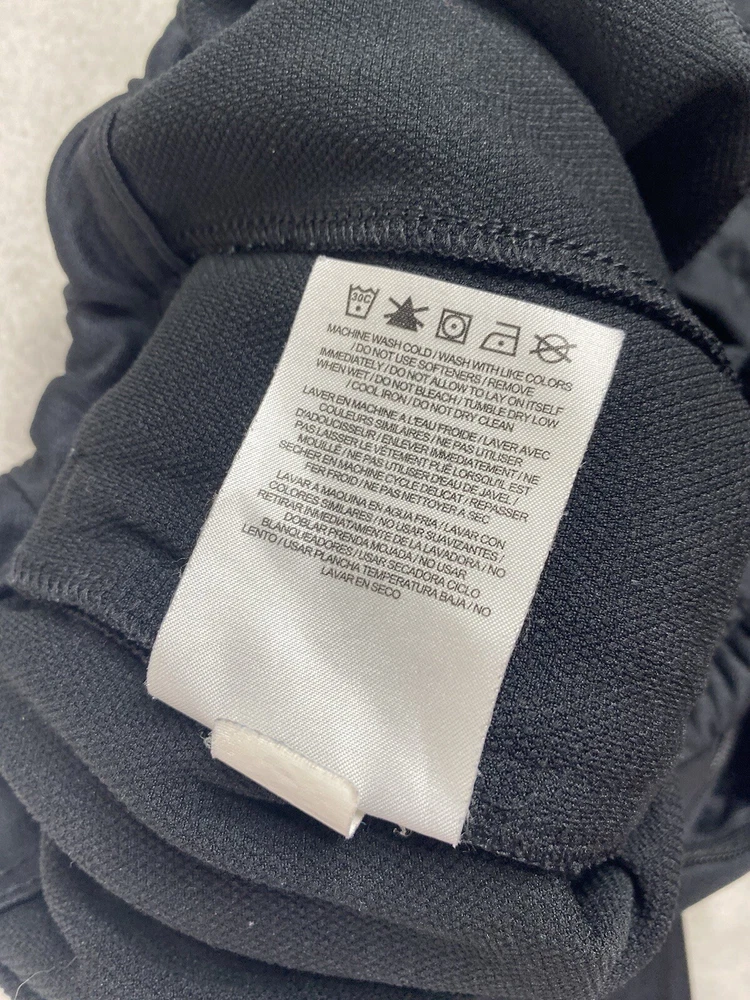 30C
MACHINE WASH COLD / WASH WITH LIKE COLORS
/ DO NOT USE SOFTENERS / REMOVE
IMMEDIATELY / DO NOT ALLOW TO LAY ON ITSELF
WHEN WET / DO NOT BLEACH / TUMBLE DRY LOW
/ COOL IRON / DO NOT DRY CLEAN
LAVER EN MACHINE A L'EAU FROIDE / LAVER AVEC
COULEURS SIMILAIRES / NE PAS UTILISER
D'ADOUCISSEUR / ENLEVER IMMEDIATEMENT / NE
PAS LAISSER LE VÊTEMENT PLIÉ LORSQU'IL EST
MOUILLÉ / NE PAS UTILISER D'EAU DE JAVEL /
SECHER EN MACHINE CYCLE DELICAT / REPASSER
FER FROID / NE PAS NETTOYER A SEC
LAVAR A MAQUINA EN AGUA FRIA / LAVAR CON
COLORES SIMILARES / NO USAR SUAVIZANTES /
RETIRAR INMEDIATAMENTE DE LA LAVADORA / NO
DOBLAR PRENDA MOJADA / NO USAR
BLANQUEADORES / USAR SECADORA CICLO
LENTO / USAR PLANCHA TEMPERATURA BAJA / NO
LAVAR EN SECO